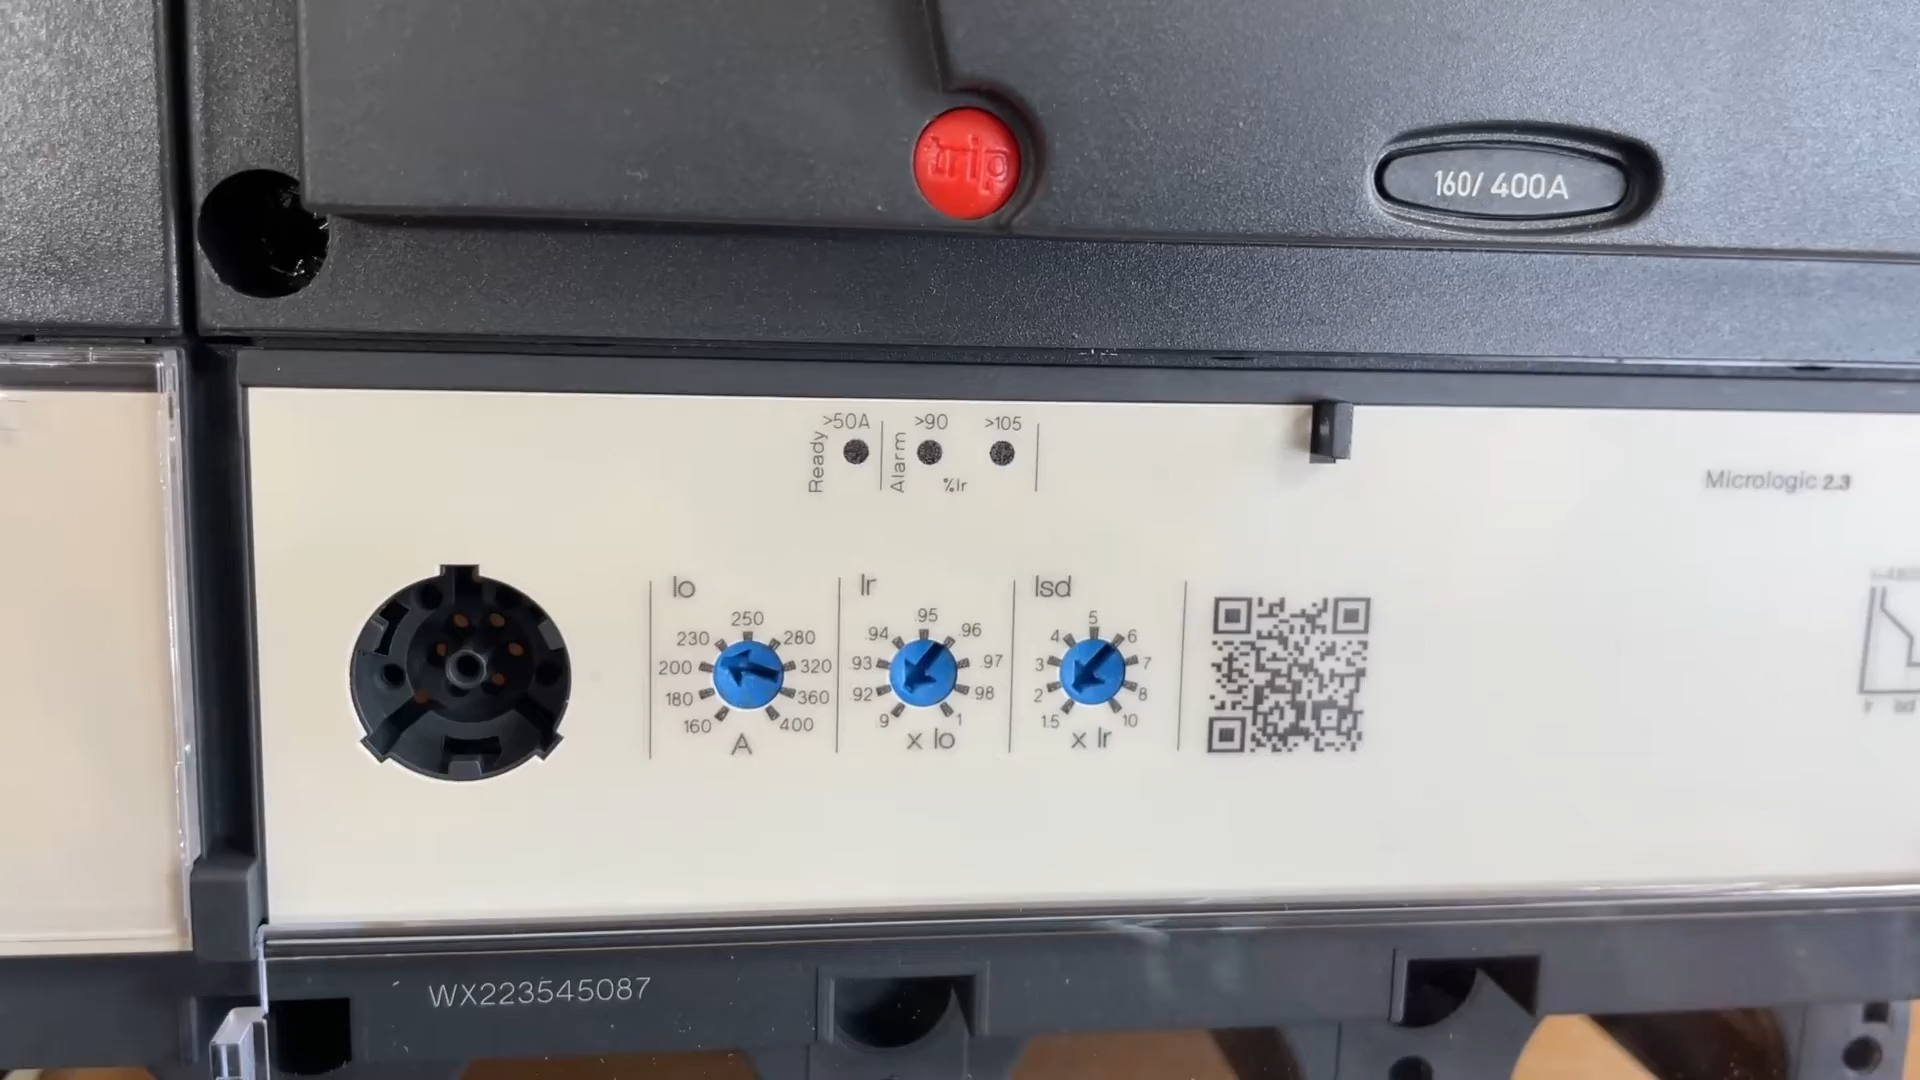 trip
160/ 400A
Ready
>50A
Alarm
>90
>105
%Ir
Micrologic 2.3
Io
160
180
200
230
250
280
320
360
400
A
Ir
.9
.92
.93
.94
.95
.96
.97
.98
1
x Io
Isd
1.5
2
3
4
5
6
7
8
10
x Ir
Ir
WX223545087